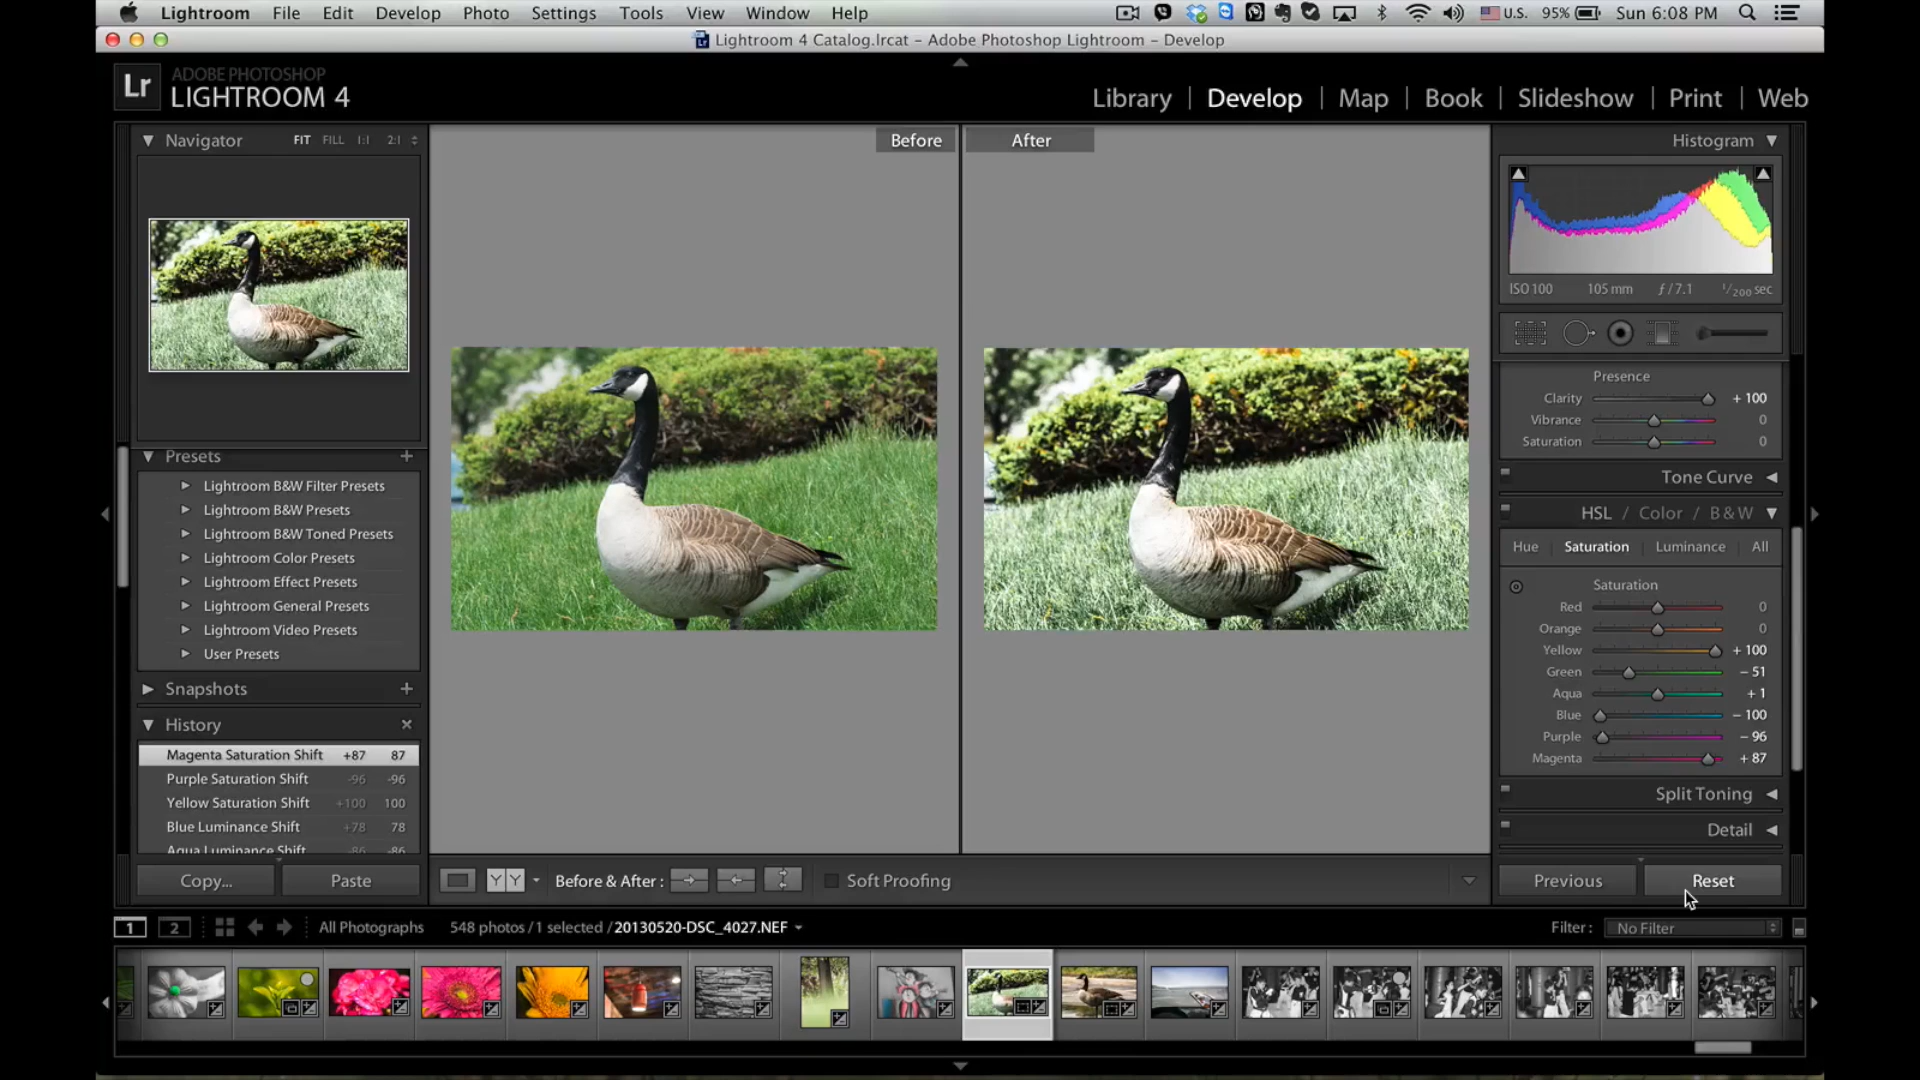 Lightroom File Edit Develop Photo Settings Tools View Window Help U.S. 95% Sun 6:08 PM
Lightroom 4 Catalog.lrcat – Adobe Photoshop Lightroom – Develop
Lr ADOBE PHOTOSHOP
LIGHTROOM 4
Library | Develop | Map | Book | Slideshow | Print | Web
Navigator FIT FILL 1:1 2:1
Before After
Histogram
ISO 100 105 mm ƒ / 7.1 1/200 sec
Presence
Clarity + 100
Vibrance 0
Saturation 0
Tone Curve
HSL / Color / B & W
Hue Saturation Luminance All
Saturation
Red 0
Orange 0
Yellow + 100
Green – 51
Aqua + 1
Blue – 100
Purple – 96
Magenta + 87
Split Toning
Detail
Previous Reset
Presets +
Lightroom B&W Filter Presets
Lightroom B&W Presets
Lightroom B&W Toned Presets
Lightroom Color Presets
Lightroom Effect Presets
Lightroom General Presets
Lightroom Video Presets
User Presets
Snapshots +
History ×
Magenta Saturation Shift +87 87
Purple Saturation Shift -96 -96
Yellow Saturation Shift +100 100
Blue Luminance Shift +78 78
Aqua Luminance Shift -86 -86
Copy... Paste
YY Before & After : Soft Proofing
1 2 All Photographs 548 photos / 1 selected / 20130520-DSC_4027.NEF
Filter : No Filter